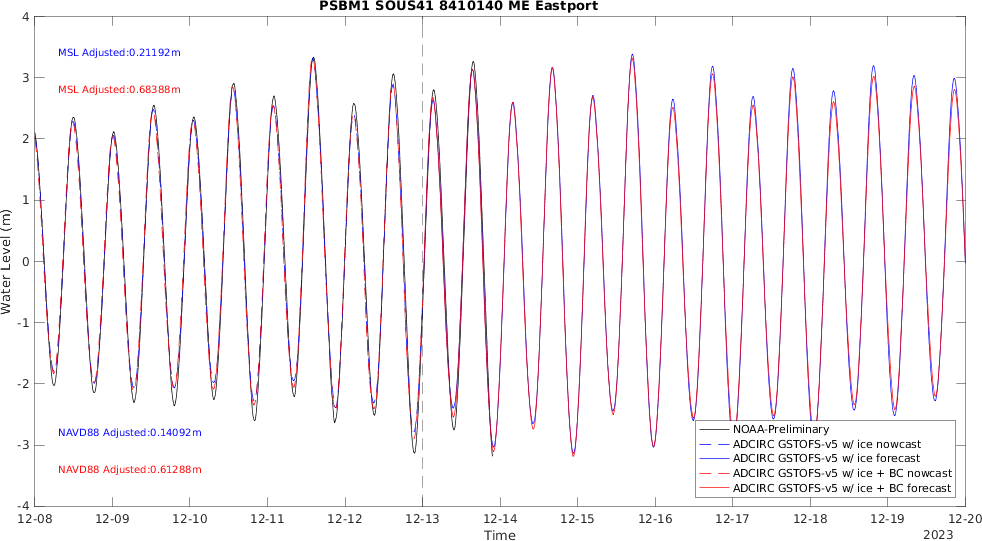 PSBM1 SOUS41 8410140 ME Eastport
4
3
2
1
0
-1
-2
-3
-4
Water Level (m)
MSL Adjusted:0.21192m
MSL Adjusted:0.68388m
NAVD88 Adjusted:0.14092m
NAVD88 Adjusted:0.61288m
NOAA-Preliminary
ADCIRC GSTOFS-v5 w/ ice nowcast
ADCIRC GSTOFS-v5 w/ ice forecast
ADCIRC GSTOFS-v5 w/ ice + BC nowcast
ADCIRC GSTOFS-v5 w/ ice + BC forecast
12-08 12-09 12-10 12-11 12-12 12-13 12-14 12-15 12-16 12-17 12-18 12-19 12-20
Time
2023